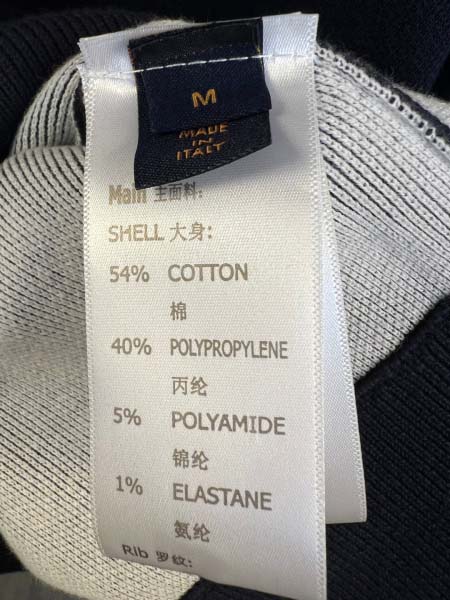 M
MADE
IN
ITALY
Main 主面料:
SHELL 大身:
54% COTTON
棉
40% POLYPROPYLENE
丙纶
5% POLYAMIDE
锦纶
1% ELASTANE
氨纶
Rib 罗纹: